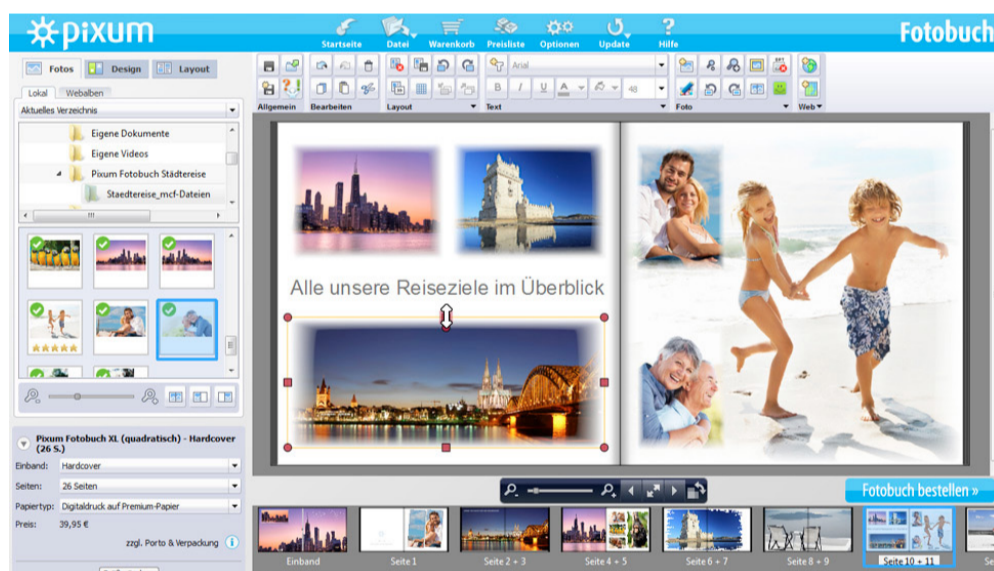 pixum
Startseite Datei Warenkorb Preisliste Optionen Update Hilfe
Fotobuch
Fotos Design Layout
Arial
Lokal Webalben
B I U A 48
Aktuelles Verzeichnis
Allgemein Bearbeiten Layout Text Foto Web
Eigene Dokumente
Eigene Videos
Pixum Fotobuch Städtereise
Staedtereise_mcf-Dateien
Alle unsere Reiseziele im Überblick
Pixum Fotobuch XL (quadratisch) - Hardcover
(26 S.)
Einband: Hardcover
Seiten: 26 Seiten
Papiertyp: Digitaldruck auf Premium-Papier
Preis: 39,95 €
zzgl. Porto & Verpackung
Fotobuch bestellen »
Einband Seite 1 Seite 2 + 3 Seite 4 + 5 Seite 6 + 7 Seite 8 + 9 Seite 10 + 11